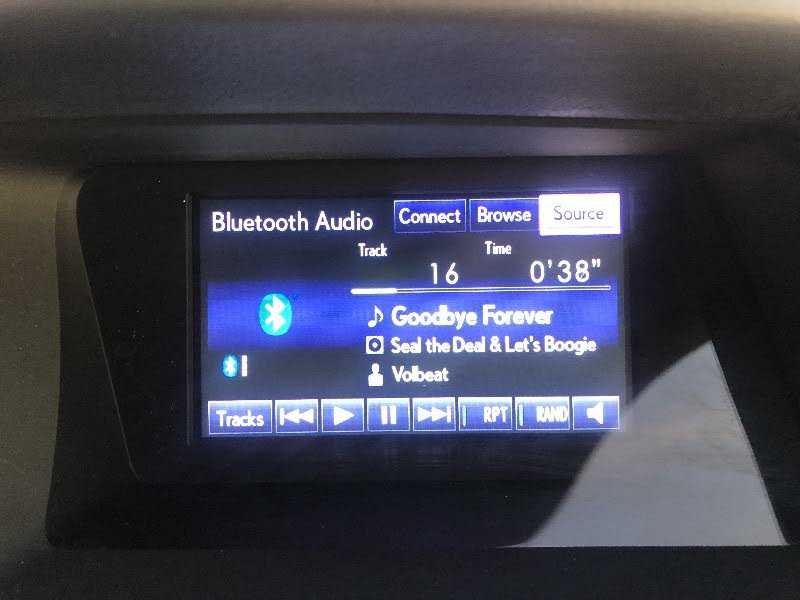 Bluetooth Audio Connect Browse Source
Track Time
16 0'38"
Goodbye Forever
Seal the Deal & Let's Boogie
Volbeat
Tracks RPT RAND